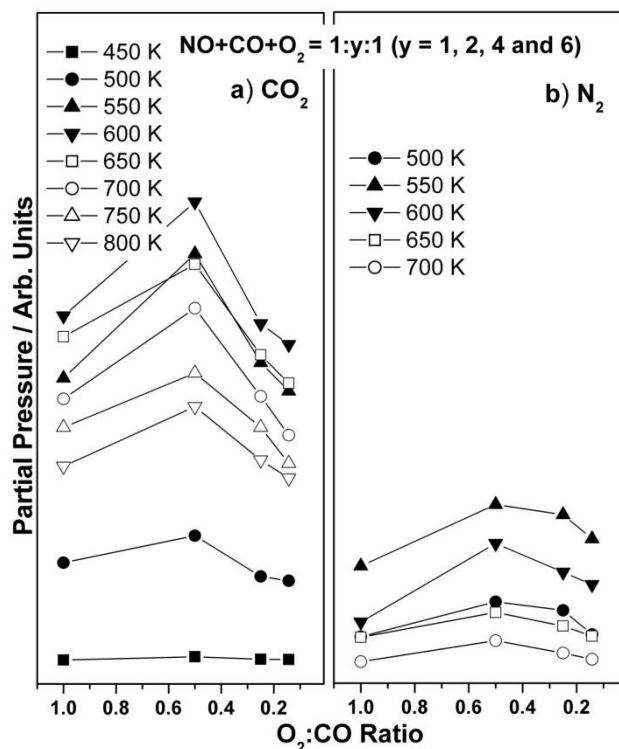 NO+CO+O2 = 1:y:1 (y = 1, 2, 4 and 6)
a) CO2
450 K
500 K
550 K
600 K
650 K
700 K
750 K
800 K
b) N2
500 K
550 K
600 K
650 K
700 K
Partial Pressure / Arb. Units
1.0 0.8 0.6 0.4 0.2
1.0 0.8 0.6 0.4 0.2
O2:CO Ratio